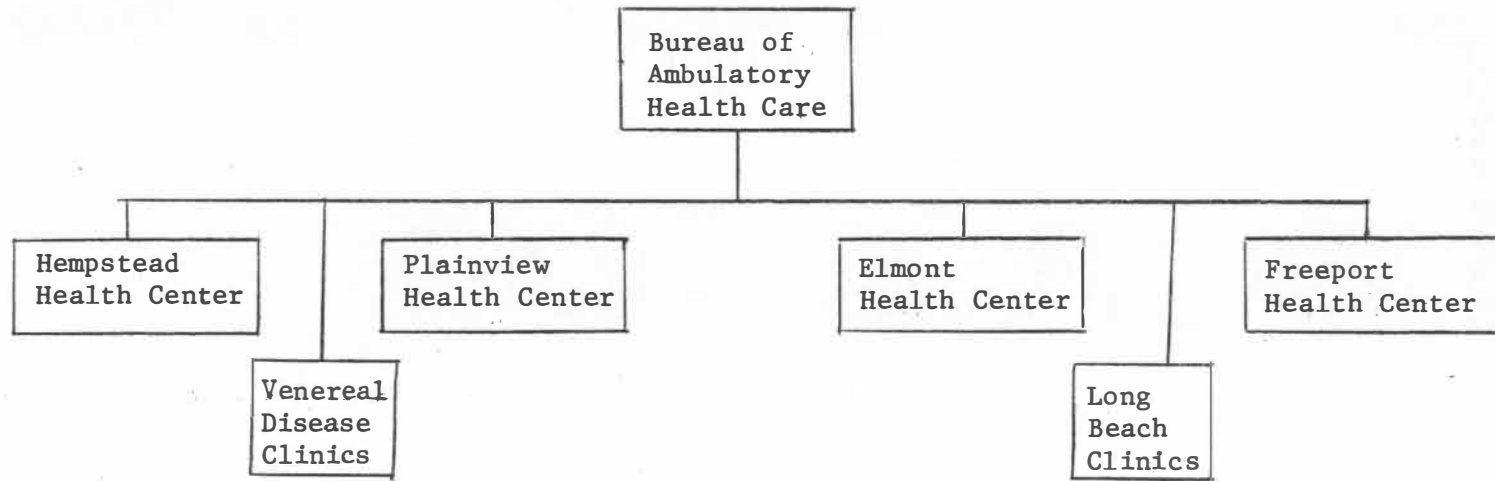 Bureau of
Ambulatory
Health Care
Hempstead
Health Center
Plainview
Health Center
Elmont
Health Center
Freeport
Health Center
Venereal
Disease
Clinics
Long
Beach
Clinics